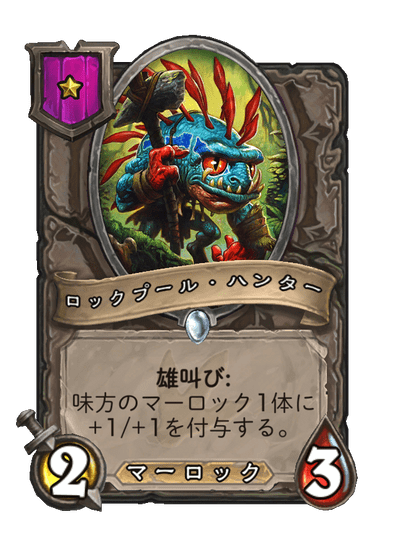 ロックプール・ハンター
雄叫び:
味方のマーロック1体に
+1/+1を付与する。
2
マーロック
3